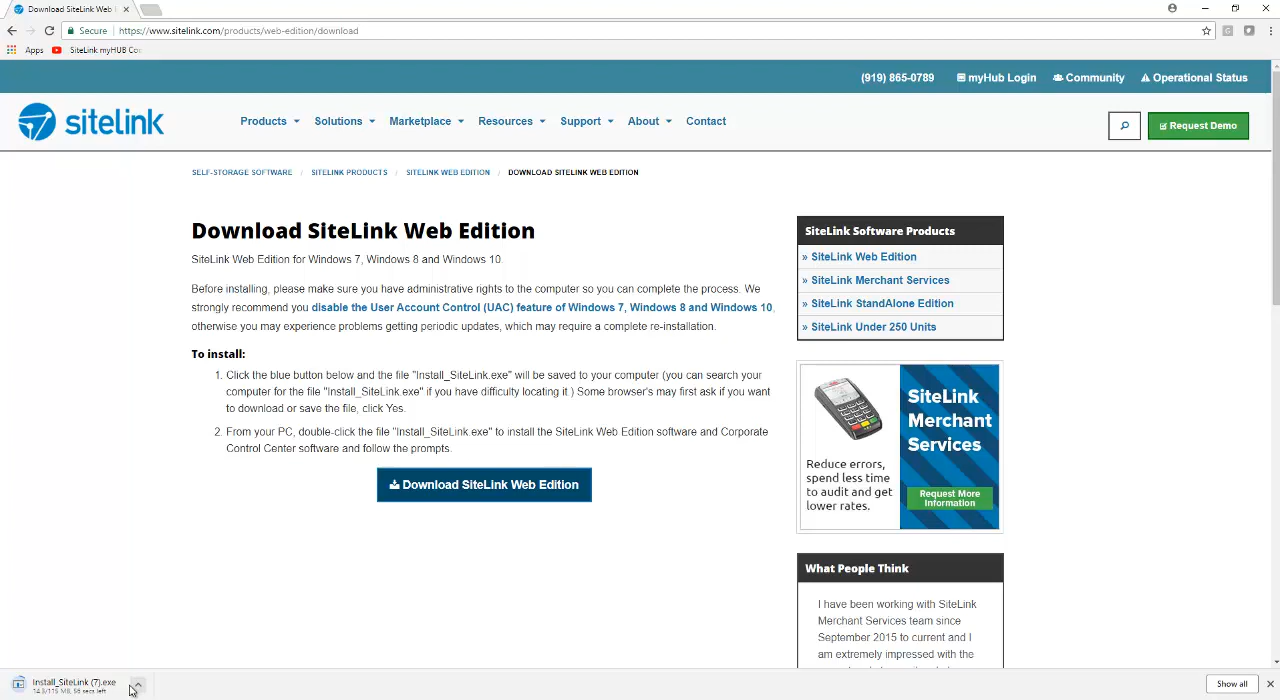 Download SiteLink Web
Secure | https://www.sitelink.com/products/web-edition/download
Apps SiteLink myHUB Co
(919) 865-0789 myHub Login Community Operational Status
sitelink
Products Solutions Marketplace Resources Support About Contact
Request Demo
SELF-STORAGE SOFTWARE / SITELINK PRODUCTS / SITELINK WEB EDITION / DOWNLOAD SITELINK WEB EDITION
Download SiteLink Web Edition
SiteLink Web Edition for Windows 7, Windows 8 and Windows 10.
Before installing, please make sure you have administrative rights to the computer so you can complete the process. We
strongly recommend you disable the User Account Control (UAC) feature of Windows 7, Windows 8 and Windows 10,
otherwise you may experience problems getting periodic updates, which may require a complete re-installation.
To install:
1. Click the blue button below and the file "Install_SiteLink.exe" will be saved to your computer (you can search your
computer for the file "Install_SiteLink.exe" if you have difficulty locating it.) Some browser's may first ask if you want
to download or save the file, click Yes.
2. From your PC, double-click the file "Install_SiteLink.exe" to install the SiteLink Web Edition software and Corporate
Control Center software and follow the prompts.
Download SiteLink Web Edition
SiteLink Software Products
» SiteLink Web Edition
» SiteLink Merchant Services
» SiteLink StandAlone Edition
» SiteLink Under 250 Units
SiteLink
Merchant
Services
Reduce errors,
spend less time
to audit and get
lower rates.
Request More
Information
What People Think
I have been working with SiteLink
Merchant Services team since
September 2015 to current and I
am extremely impressed with the
Install_SiteLink (7).exe
14.3/115 MB, 56 secs left
Show all